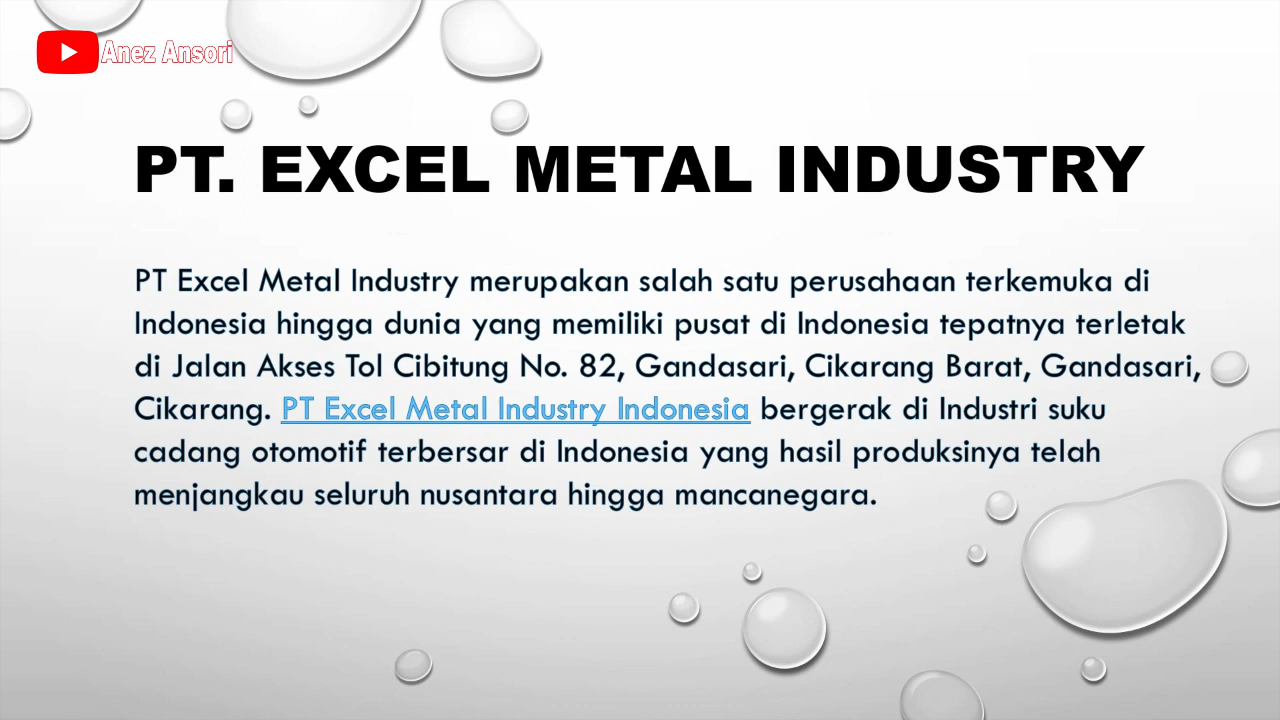 Anez Ansori
PT. EXCEL METAL INDUSTRY
PT Excel Metal Industry merupakan salah satu perusahaan terkemuka di
Indonesia hingga dunia yang memiliki pusat di Indonesia tepatnya terletak
di Jalan Akses Tol Cibitung No. 82, Gandasari, Cikarang Barat, Gandasari,
Cikarang. PT Excel Metal Industry Indonesia bergerak di Industri suku
cadang otomotif terbersar di Indonesia yang hasil produksinya telah
menjangkau seluruh nusantara hingga mancanegara.